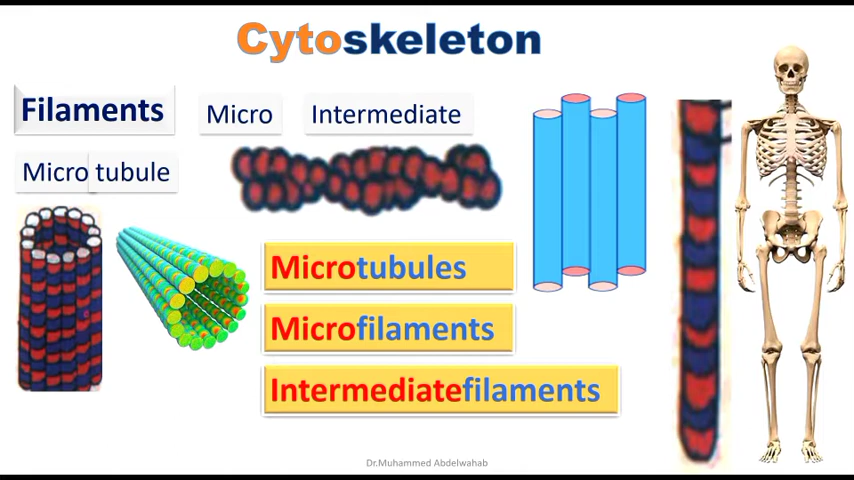 Cytoskeleton
Filaments
Micro
Intermediate
Micro tubule
Microtubules
Microfilaments
Intermediatefilaments
Dr.Muhammed Abdelwahab